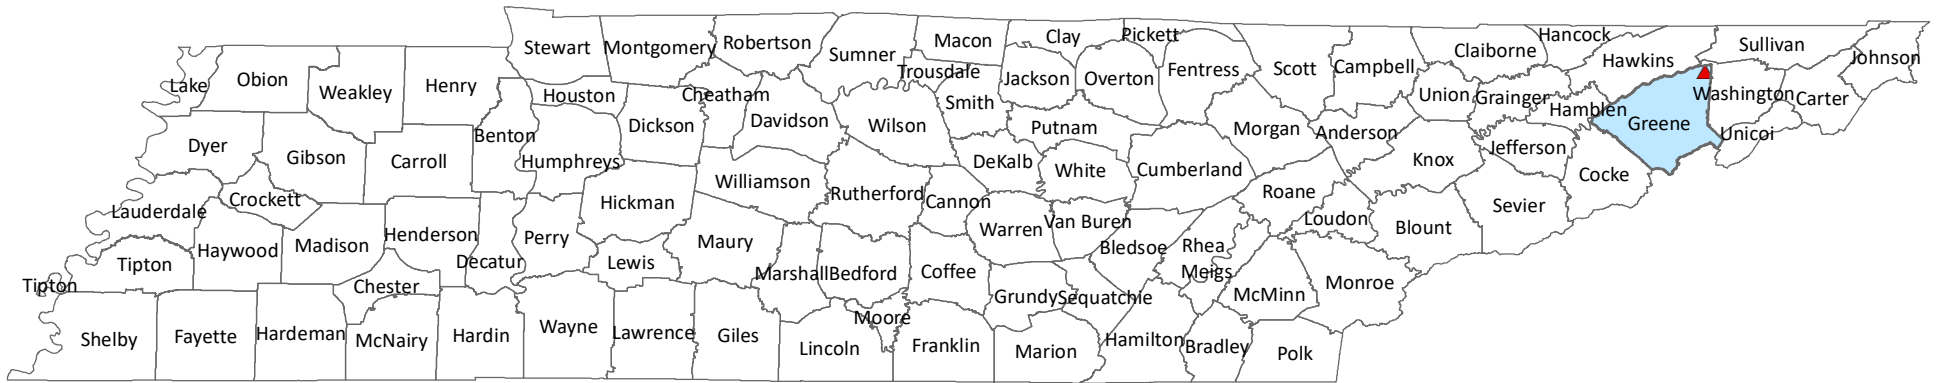 Stewart
Montgomery
Robertson
Sumner
Macon
Clay
Pickett
Hancock
Sullivan
Johnson
Lake
Obion
Weakley
Henry
Houston
Cheatham
Trousdale
Smith
Jackson
Overton
Fentress
Scott
Campbell
Claiborne
Hawkins
Union
Grainger
Hamblen
Greene
Washington
Carter
Unicoi
Dyer
Gibson
Carroll
Benton
Humphreys
Dickson
Davidson
Wilson
Putnam
DeKalb
White
Cumberland
Morgan
Anderson
Knox
Jefferson
Cocke
Lauderdale
Crockett
Haywood
Madison
Henderson
Decatur
Perry
Hickman
Williamson
Rutherford
Cannon
Warren
Van Buren
Bledsoe
Rhea
Meigs
Roane
Loudon
Blount
Sevier
Tipton
Tipton
Chester
Lewis
Maury
Marshall
Bedford
Coffee
Grundy
Sequatchie
McMinn
Monroe
Shelby
Fayette
Hardeman
McNairy
Hardin
Wayne
Lawrence
Giles
Lincoln
Moore
Franklin
Marion
Hamilton
Bradley
Polk